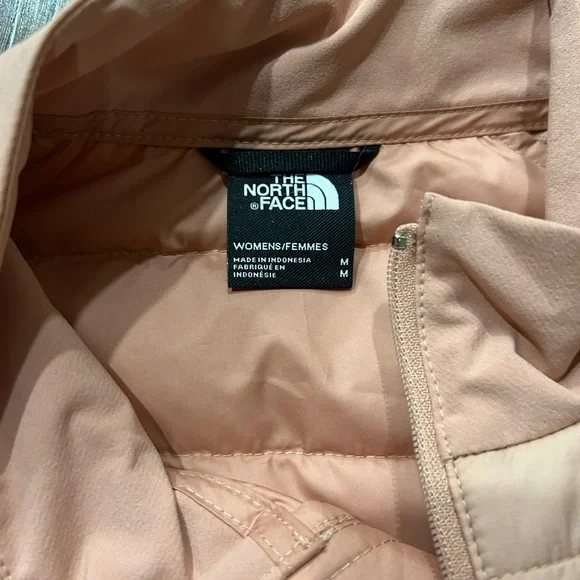 THE
NORTH
® FACE
WOMENS/FEMMES
MADE IN INDONESIA M
FABRIQUÉ EN
INDONÉSIE M